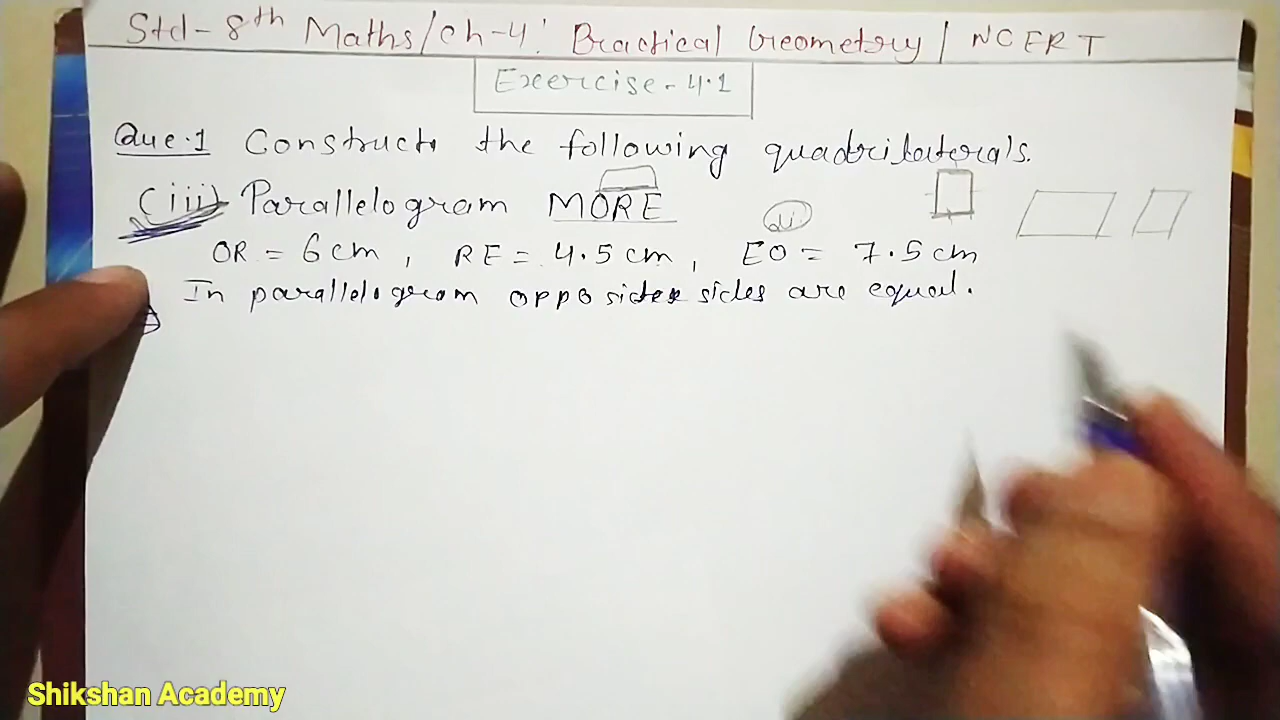 Std-8th Maths/Ch-4: Practical Geometry/NCERT
Exercise-4.1
Que.1 Construct the following quadrilaterals.
(iii) Parallelogram MORE
OR = 6 cm, RE = 4.5 cm, EO = 7.5 cm
In parallelogram opposite sides are equal.
Shikshan Academy